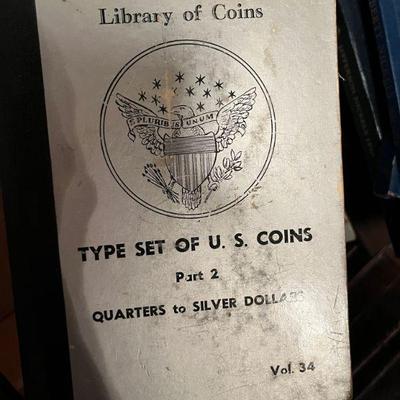 Library of Coins
PLURIBUS UNUM
TYPE SET OF U. S. COINS
Part 2
QUARTERS to SILVER DOLLARS
Vol. 34